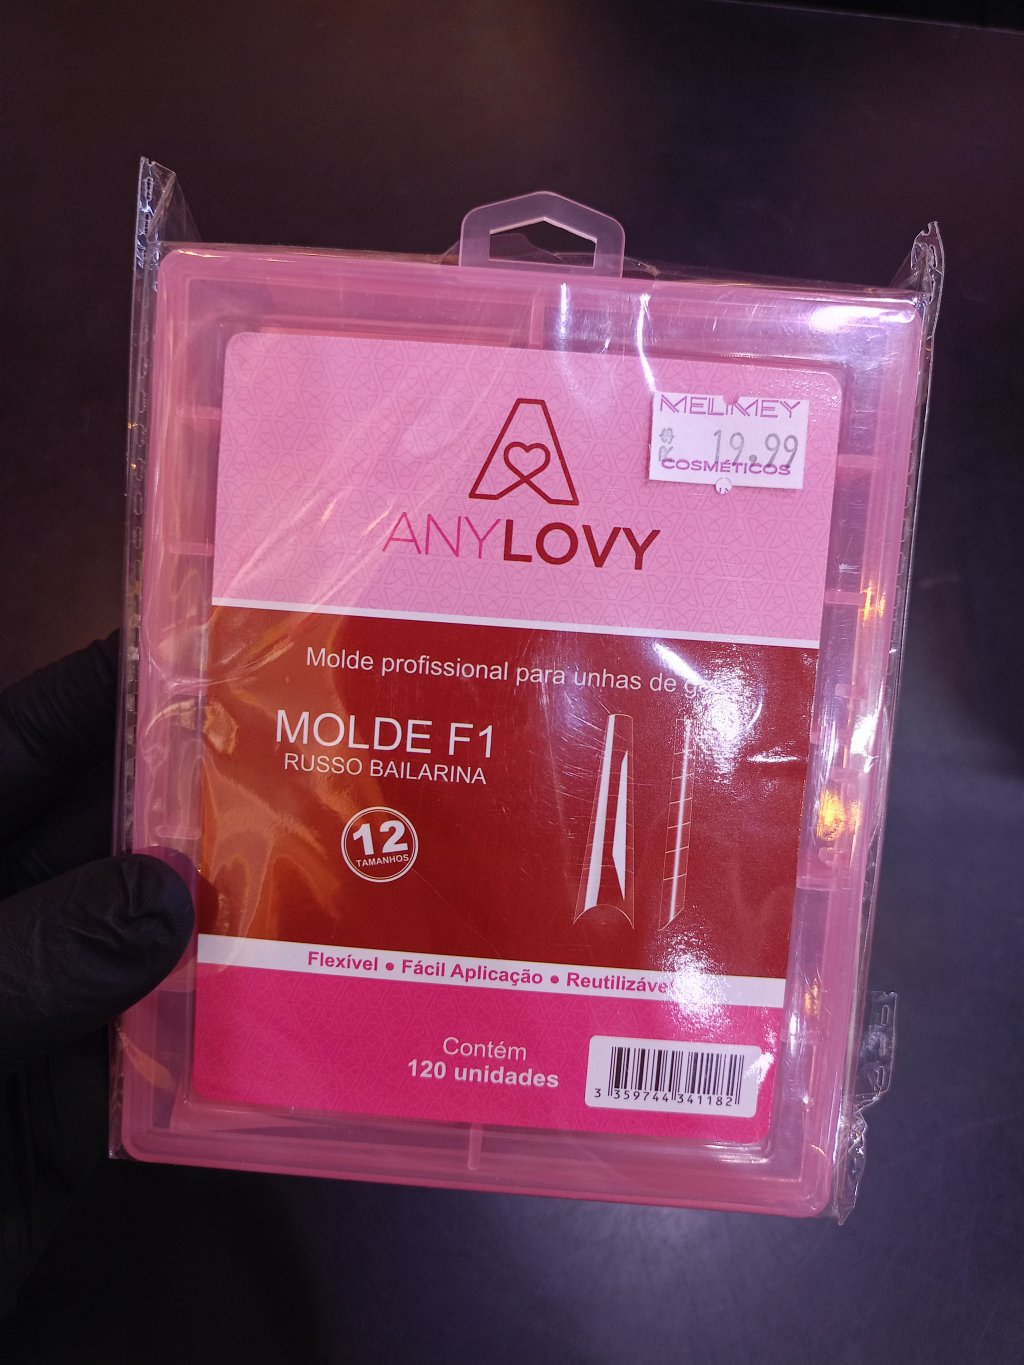 MELIMEY
R$ 19.99
COSMÉTICOS
ANYLOVY
Molde profissional para unhas de
MOLDE F1
RUSSO BAILARINA
12
TAMANHOS
Flexível ● Fácil Aplicação ● Reutilizável
Contém
120 unidades
3 359744 341182